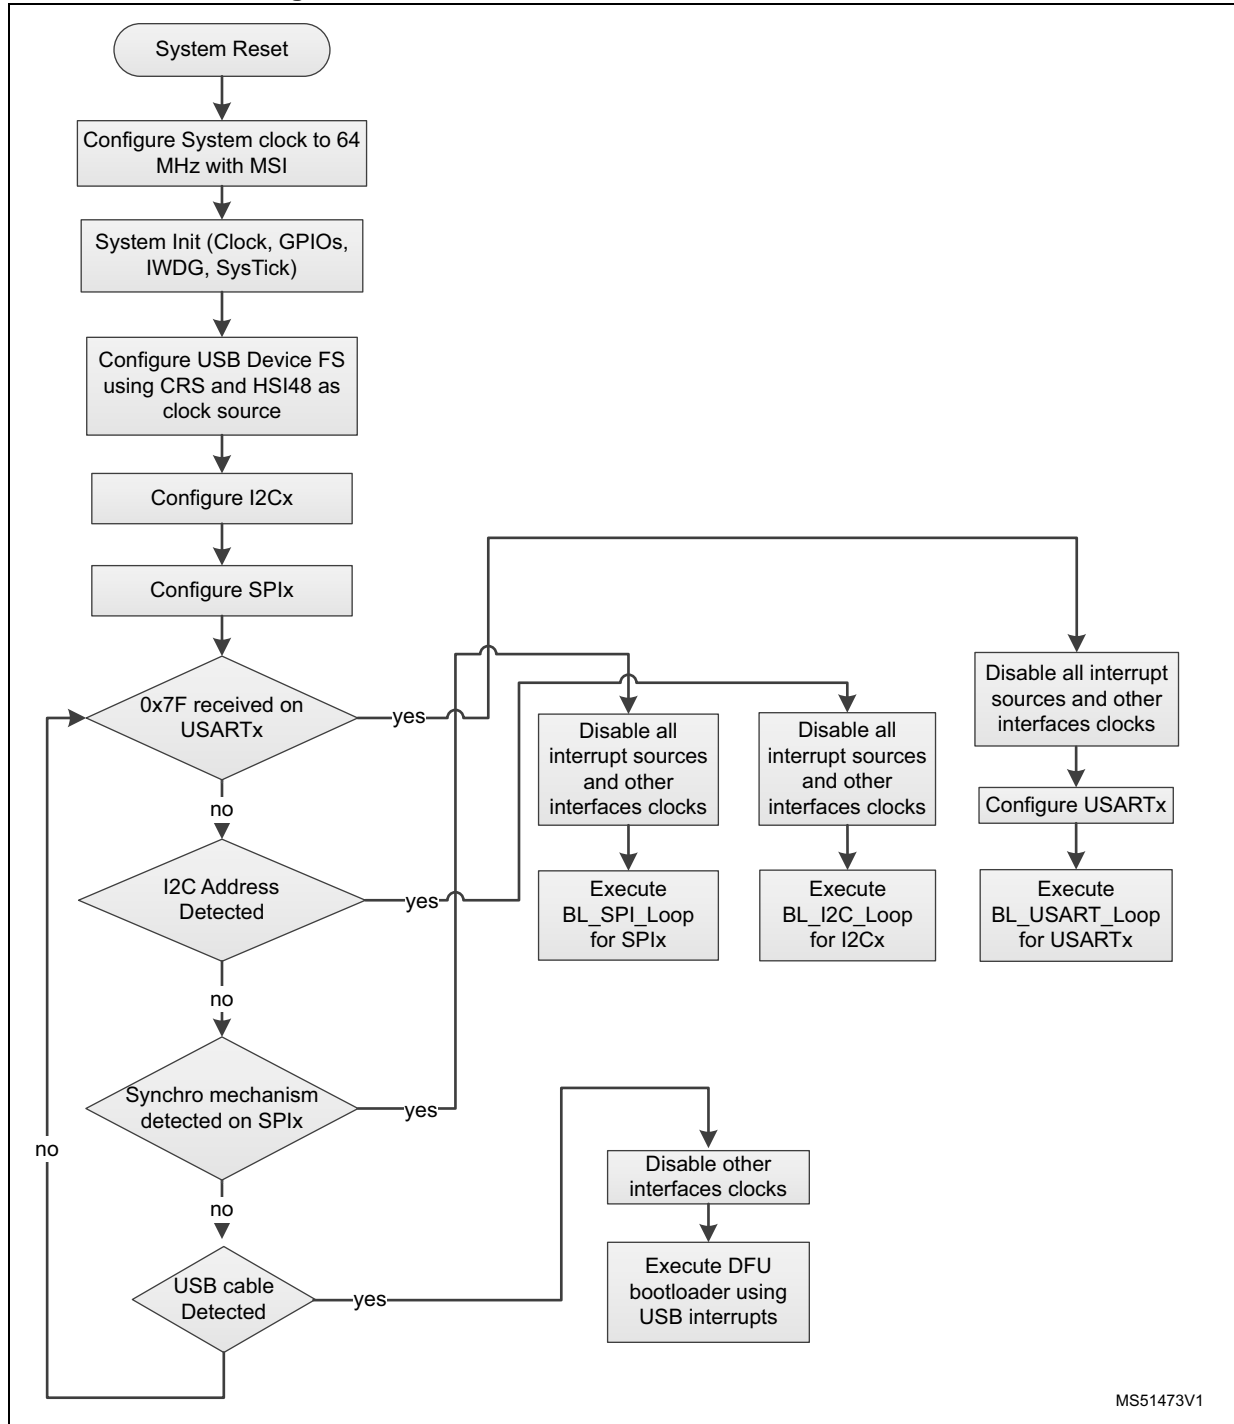 System Reset
Configure System clock to 64
MHz with MSI
System Init (Clock, GPIOs,
IWDG, SysTick)
Configure USB Device FS
using CRS and HSI48 as
clock source
Configure I2Cx
Configure SPIx
0x7F received on
USARTx
yes
no
I2C Address
Detected
yes
no
Synchro mechanism
detected on SPIx
yes
no
USB cable
Detected
yes
no
Disable all
interrupt sources
and other
interfaces clocks
Execute
BL_SPI_Loop
for SPIx
Disable all
interrupt sources
and other
interfaces clocks
Execute
BL_I2C_Loop
for I2Cx
Disable all interrupt
sources and other
interfaces clocks
Configure USARTx
Execute
BL_USART_Loop
for USARTx
Disable other
interfaces clocks
Execute DFU
bootloader using
USB interrupts
MS51473V1